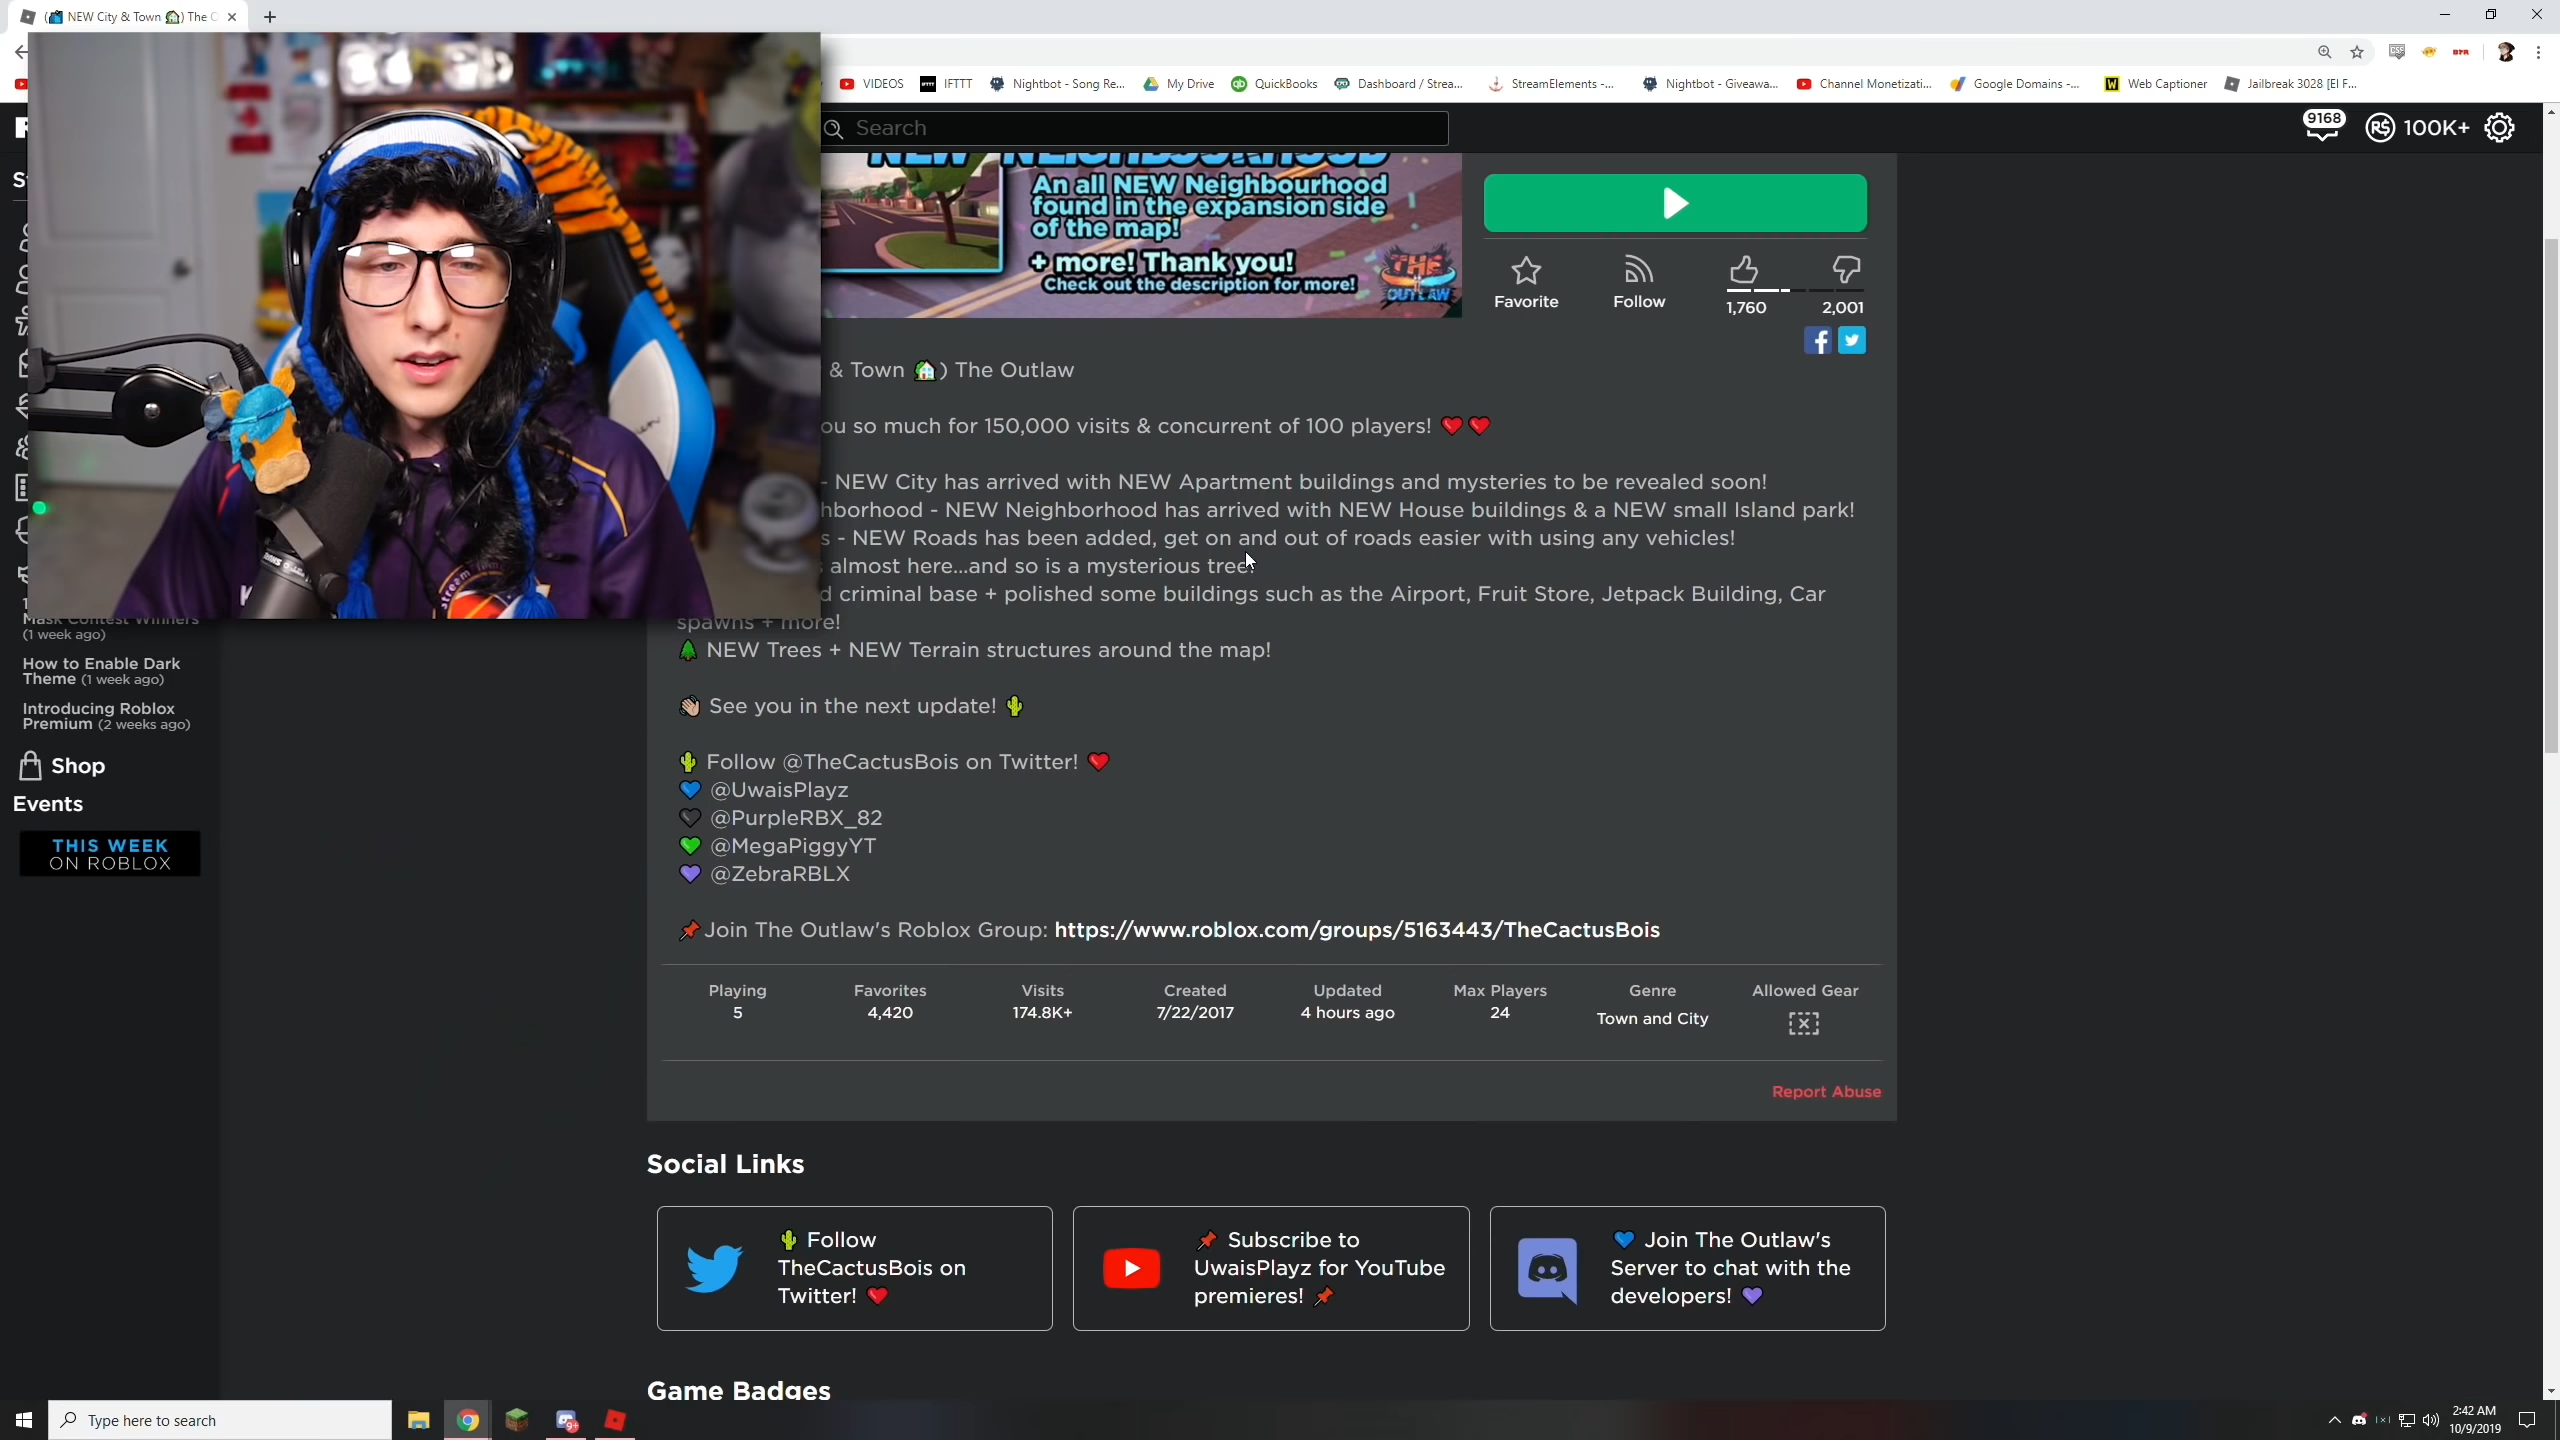 NEW City & Town The
VIDEOS
IFTTT
Nightbot - Song Re...
My Drive
QuickBooks
Dashboard / Strea...
StreamElements -...
Nightbot - Giveawa...
Channel Monetizati...
Google Domains -...
Web Captioner
Jailbreak 3028 [El F...
Search
9168
100K+
NEW NEIGHBOURHOOD
An all NEW Neighbourhood
found in the expansion side
of the map!
+ more! Thank you!
Check out the description for more!
THE OUTLAW
Favorite
Follow
1,760
2,001
& Town 🏠) The Outlaw
so much for 150,000 visits & concurrent of 100 players! ❤️❤️
- NEW City has arrived with NEW Apartment buildings and mysteries to be revealed soon!
- NEW Neighborhood has arrived with NEW House buildings & a NEW small Island park!
- NEW Roads has been added, get on and out of roads easier with using any vehicles!
almost here...and so is a mysterious tree!
criminal base + polished some buildings such as the Airport, Fruit Store, Jetpack Building, Car
spawns + more!
🌲 NEW Trees + NEW Terrain structures around the map!
👋🏼 See you in the next update! 🌵
🌵 Follow @TheCactusBois on Twitter! ❤️
💙 @UwaisPlayz
🖤 @PurpleRBX_82
💚 @MegaPiggyYT
💜 @ZebraRBLX
📌 Join The Outlaw's Roblox Group: https://www.roblox.com/groups/5163443/TheCactusBois
Mask Contest Winners
(1 week ago)
How to Enable Dark
Theme (1 week ago)
Introducing Roblox
Premium (2 weeks ago)
Shop
Events
THIS WEEK
ON ROBLOX
Playing
5
Favorites
4,420
Visits
174.8K+
Created
7/22/2017
Updated
4 hours ago
Max Players
24
Genre
Town and City
Allowed Gear
Report Abuse
Social Links
🌵 Follow
TheCactusBois on
Twitter! ❤️
📌 Subscribe to
UwaisPlayz for YouTube
premieres! 📌
💙 Join The Outlaw's
Server to chat with the
developers! 💜
Game Badges
Type here to search
2:42 AM
10/9/2019